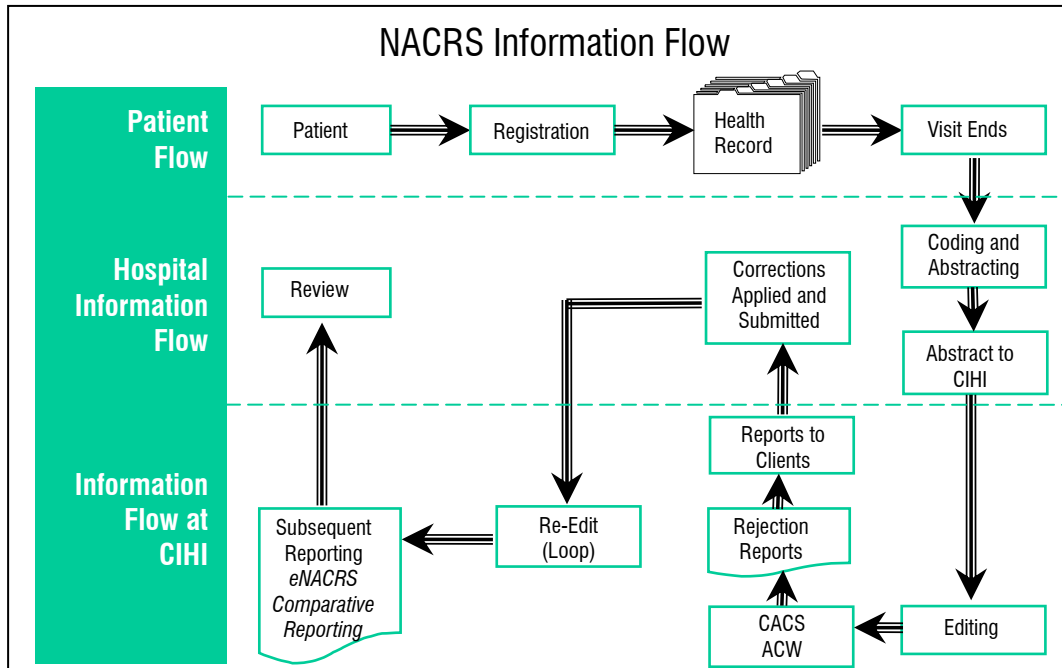 NACRS Information Flow
Patient
Flow
Patient
Registration
Health
Record
Visit Ends
Hospital
Information
Flow
Review
Corrections
Applied and
Submitted
Coding and
Abstracting
Abstract to
CIHI
Information
Flow at
CIHI
Subsequent
Reporting
eNACRS
Comparative
Reporting
Re-Edit
(Loop)
Reports to
Clients
Rejection
Reports
CACS
ACW
Editing